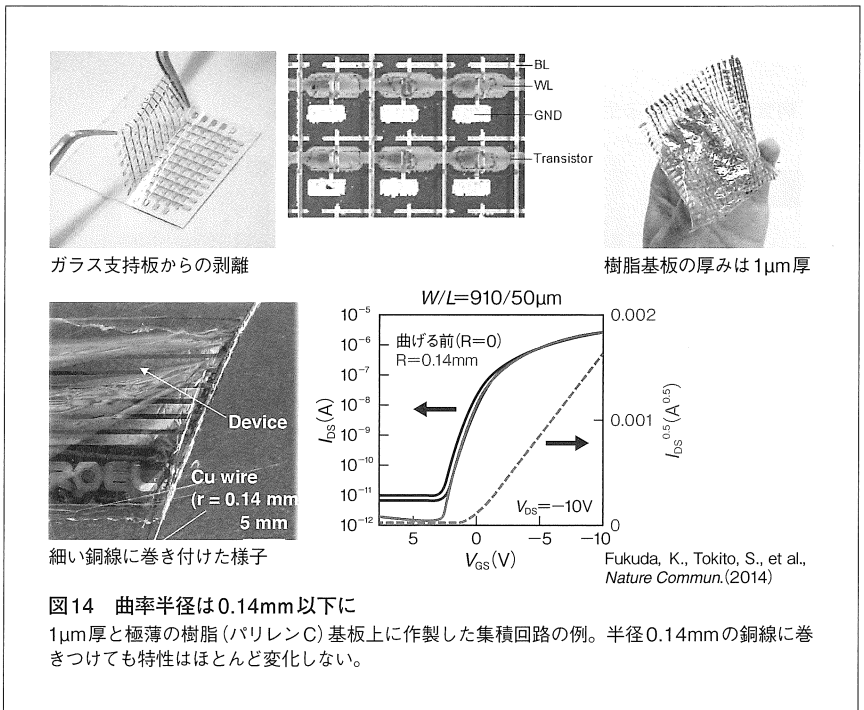 BL
WL
GND
Transistor
ガラス支持板からの剥離
樹脂基板の厚みは1μm厚
Device
Cu wire
(r = 0.14 mm
5 mm
細い銅線に巻き付けた様子
W/L=910/50μm
曲げる前(R=0)
R=0.14mm
10⁻⁵
10⁻⁶
10⁻⁷
10⁻⁸
10⁻⁹
10⁻¹⁰
10⁻¹¹
10⁻¹²
I_DS(A)
0.002
0.001
0
I_DS^0.5(A^0.5)
V_DS=−10V
5 0 −5 −10
V_GS(V)
Fukuda, K., Tokito, S., et al.,
Nature Commun.(2014)
図14 曲率半径は0.14mm以下に
1μm厚と極薄の樹脂(パリレンC)基板上に作製した集積回路の例。半径0.14mmの銅線に巻
きつけても特性はほとんど変化しない。